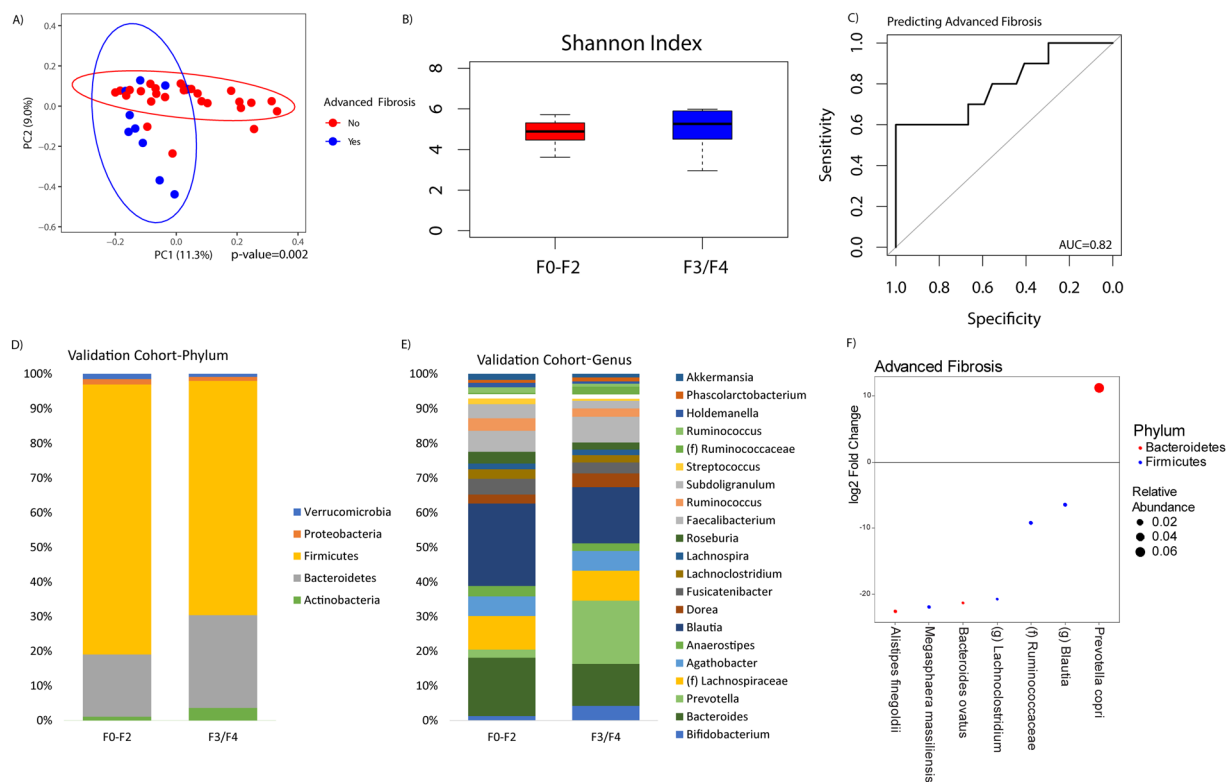 A)
0.4
0.2
0.0
−0.2
−0.4
−0.6
PC2 (9.0%)
−0.2
0.0
0.2
0.4
PC1 (11.3%)
p-value=0.002
Advanced Fibrosis
No
Yes
B)
Shannon Index
8
6
4
2
0
F0-F2
F3/F4
C)
Predicting Advanced Fibrosis
1.0
0.8
0.6
0.4
0.2
0.0
Sensitivity
AUC=0.82
1.0
0.8
0.6
0.4
0.2
0.0
Specificity
D)
Validation Cohort-Phylum
100%
90%
80%
70%
60%
50%
40%
30%
20%
10%
0%
F0-F2
F3/F4
Verrucomicrobia
Proteobacteria
Firmicutes
Bacteroidetes
Actinobacteria
E)
Validation Cohort-Genus
100%
90%
80%
70%
60%
50%
40%
30%
20%
10%
0%
F0-F2
F3/F4
Akkermansia
Phascolarctobacterium
Holdemanella
Ruminococcus
(f) Ruminococcaceae
Streptococcus
Subdoligranulum
Ruminococcus
Faecalibacterium
Roseburia
Lachnospira
Lachnoclostridium
Fusicatenibacter
Dorea
Blautia
Anaerostipes
Agathobacter
(f) Lachnospiraceae
Prevotella
Bacteroides
Bifidobacterium
F)
Advanced Fibrosis
10
0
-10
-20
log2 Fold Change
Alistipes finegoldii
Megasphaera massiliensis
Bacteroides ovatus
(g) Lachnoclostridium
(f) Ruminococcaceae
(g) Blautia
Prevotella copri
Phylum
Bacteroidetes
Firmicutes
Relative
Abundance
0.02
0.04
0.06